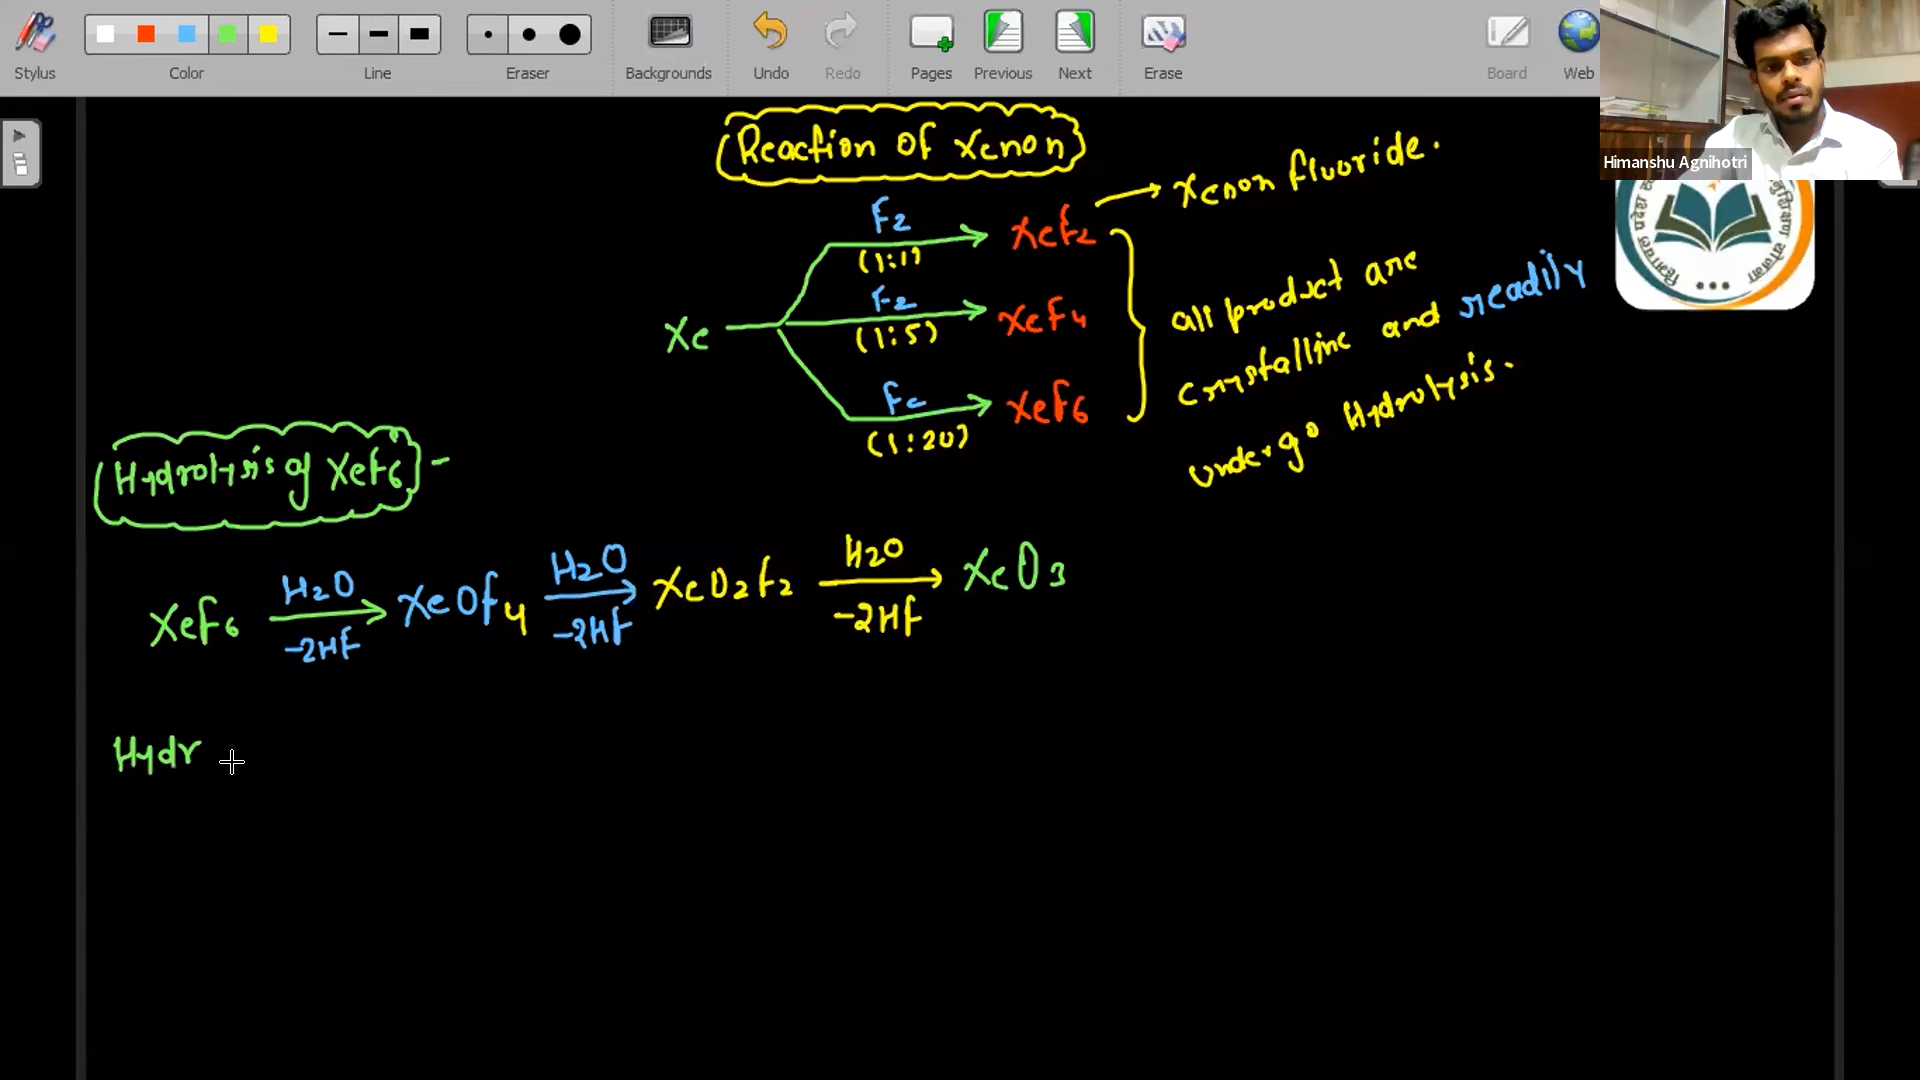 Stylus
Color
Line
Eraser
Backgrounds
Undo
Redo
Pages
Previous
Next
Erase
Board
Web
Himanshu Agnihotri
Reaction of Xenon
Xe
F2
(1:1)
XeF2
Xenon fluoride.
F2
(1:5)
XeF4
(1:20)
XeF6
all product are
crystalline and readily
undergo Hydrolysis.
Hydrolysis of XeF6 -
XeF6 H2O -2HF XeOF4 H2O -2HF XeO2F2 H2O -2HF XeO3
Hydr